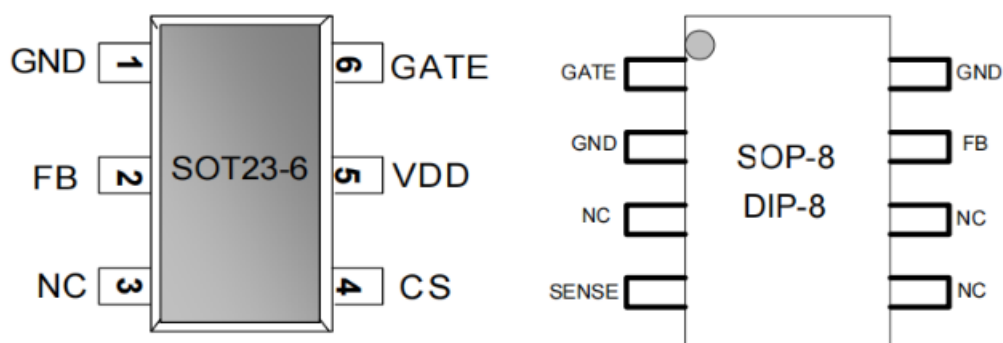 GND 1 6 GATE
FB 2 SOT23-6 5 VDD
NC 3 4 CS
GATE GND
GND SOP-8 FB
DIP-8
NC NC
SENSE NC